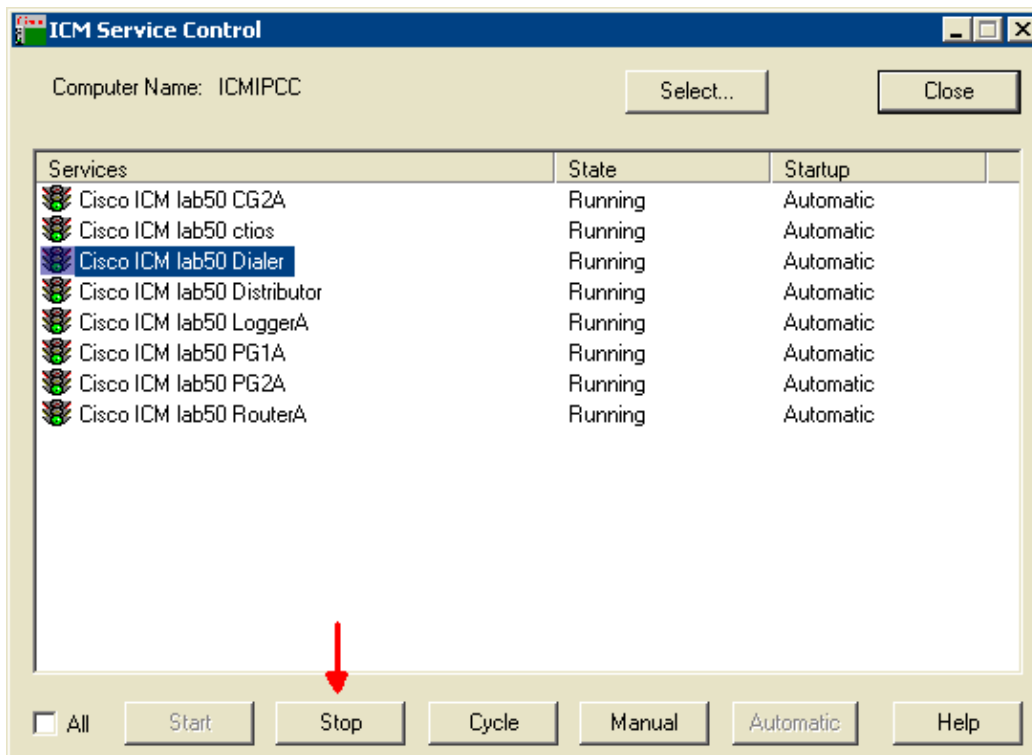 ICM Service Control
Computer Name: ICMIPCC Select... Close
Services State Startup
Cisco ICM lab50 CG2A Running Automatic
Cisco ICM lab50 ctios Running Automatic
Cisco ICM lab50 Dialer Running Automatic
Cisco ICM lab50 Distributor Running Automatic
Cisco ICM lab50 LoggerA Running Automatic
Cisco ICM lab50 PG1A Running Automatic
Cisco ICM lab50 PG2A Running Automatic
Cisco ICM lab50 RouterA Running Automatic
All Start Stop Cycle Manual Automatic Help